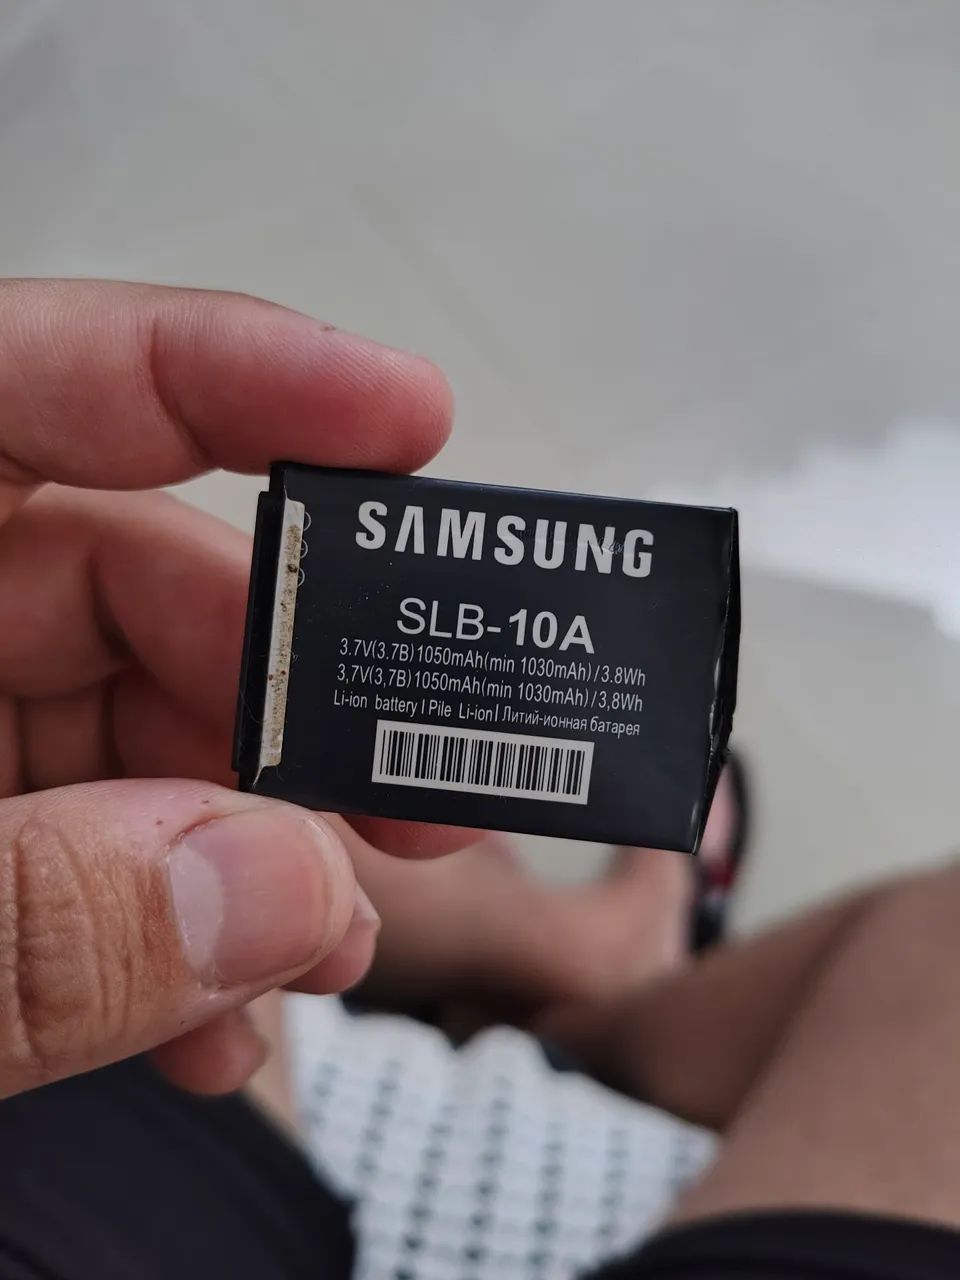 SAMSUNG
SLB-10A
3.7V(3.7B)1050mAh(min 1030mAh)/3.8Wh
3,7V(3,7B)1050mAh(min 1030mAh)/3,8Wh
Li-ion battery | Pile Li-ion | Литий-ионная батарея